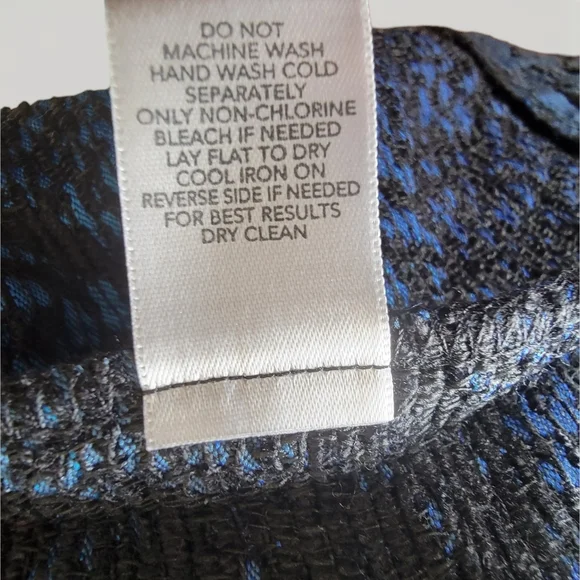 DO NOT
MACHINE WASH
HAND WASH COLD
SEPARATELY
ONLY NON-CHLORINE
BLEACH IF NEEDED
LAY FLAT TO DRY
COOL IRON ON
REVERSE SIDE IF NEEDED
FOR BEST RESULTS
DRY CLEAN